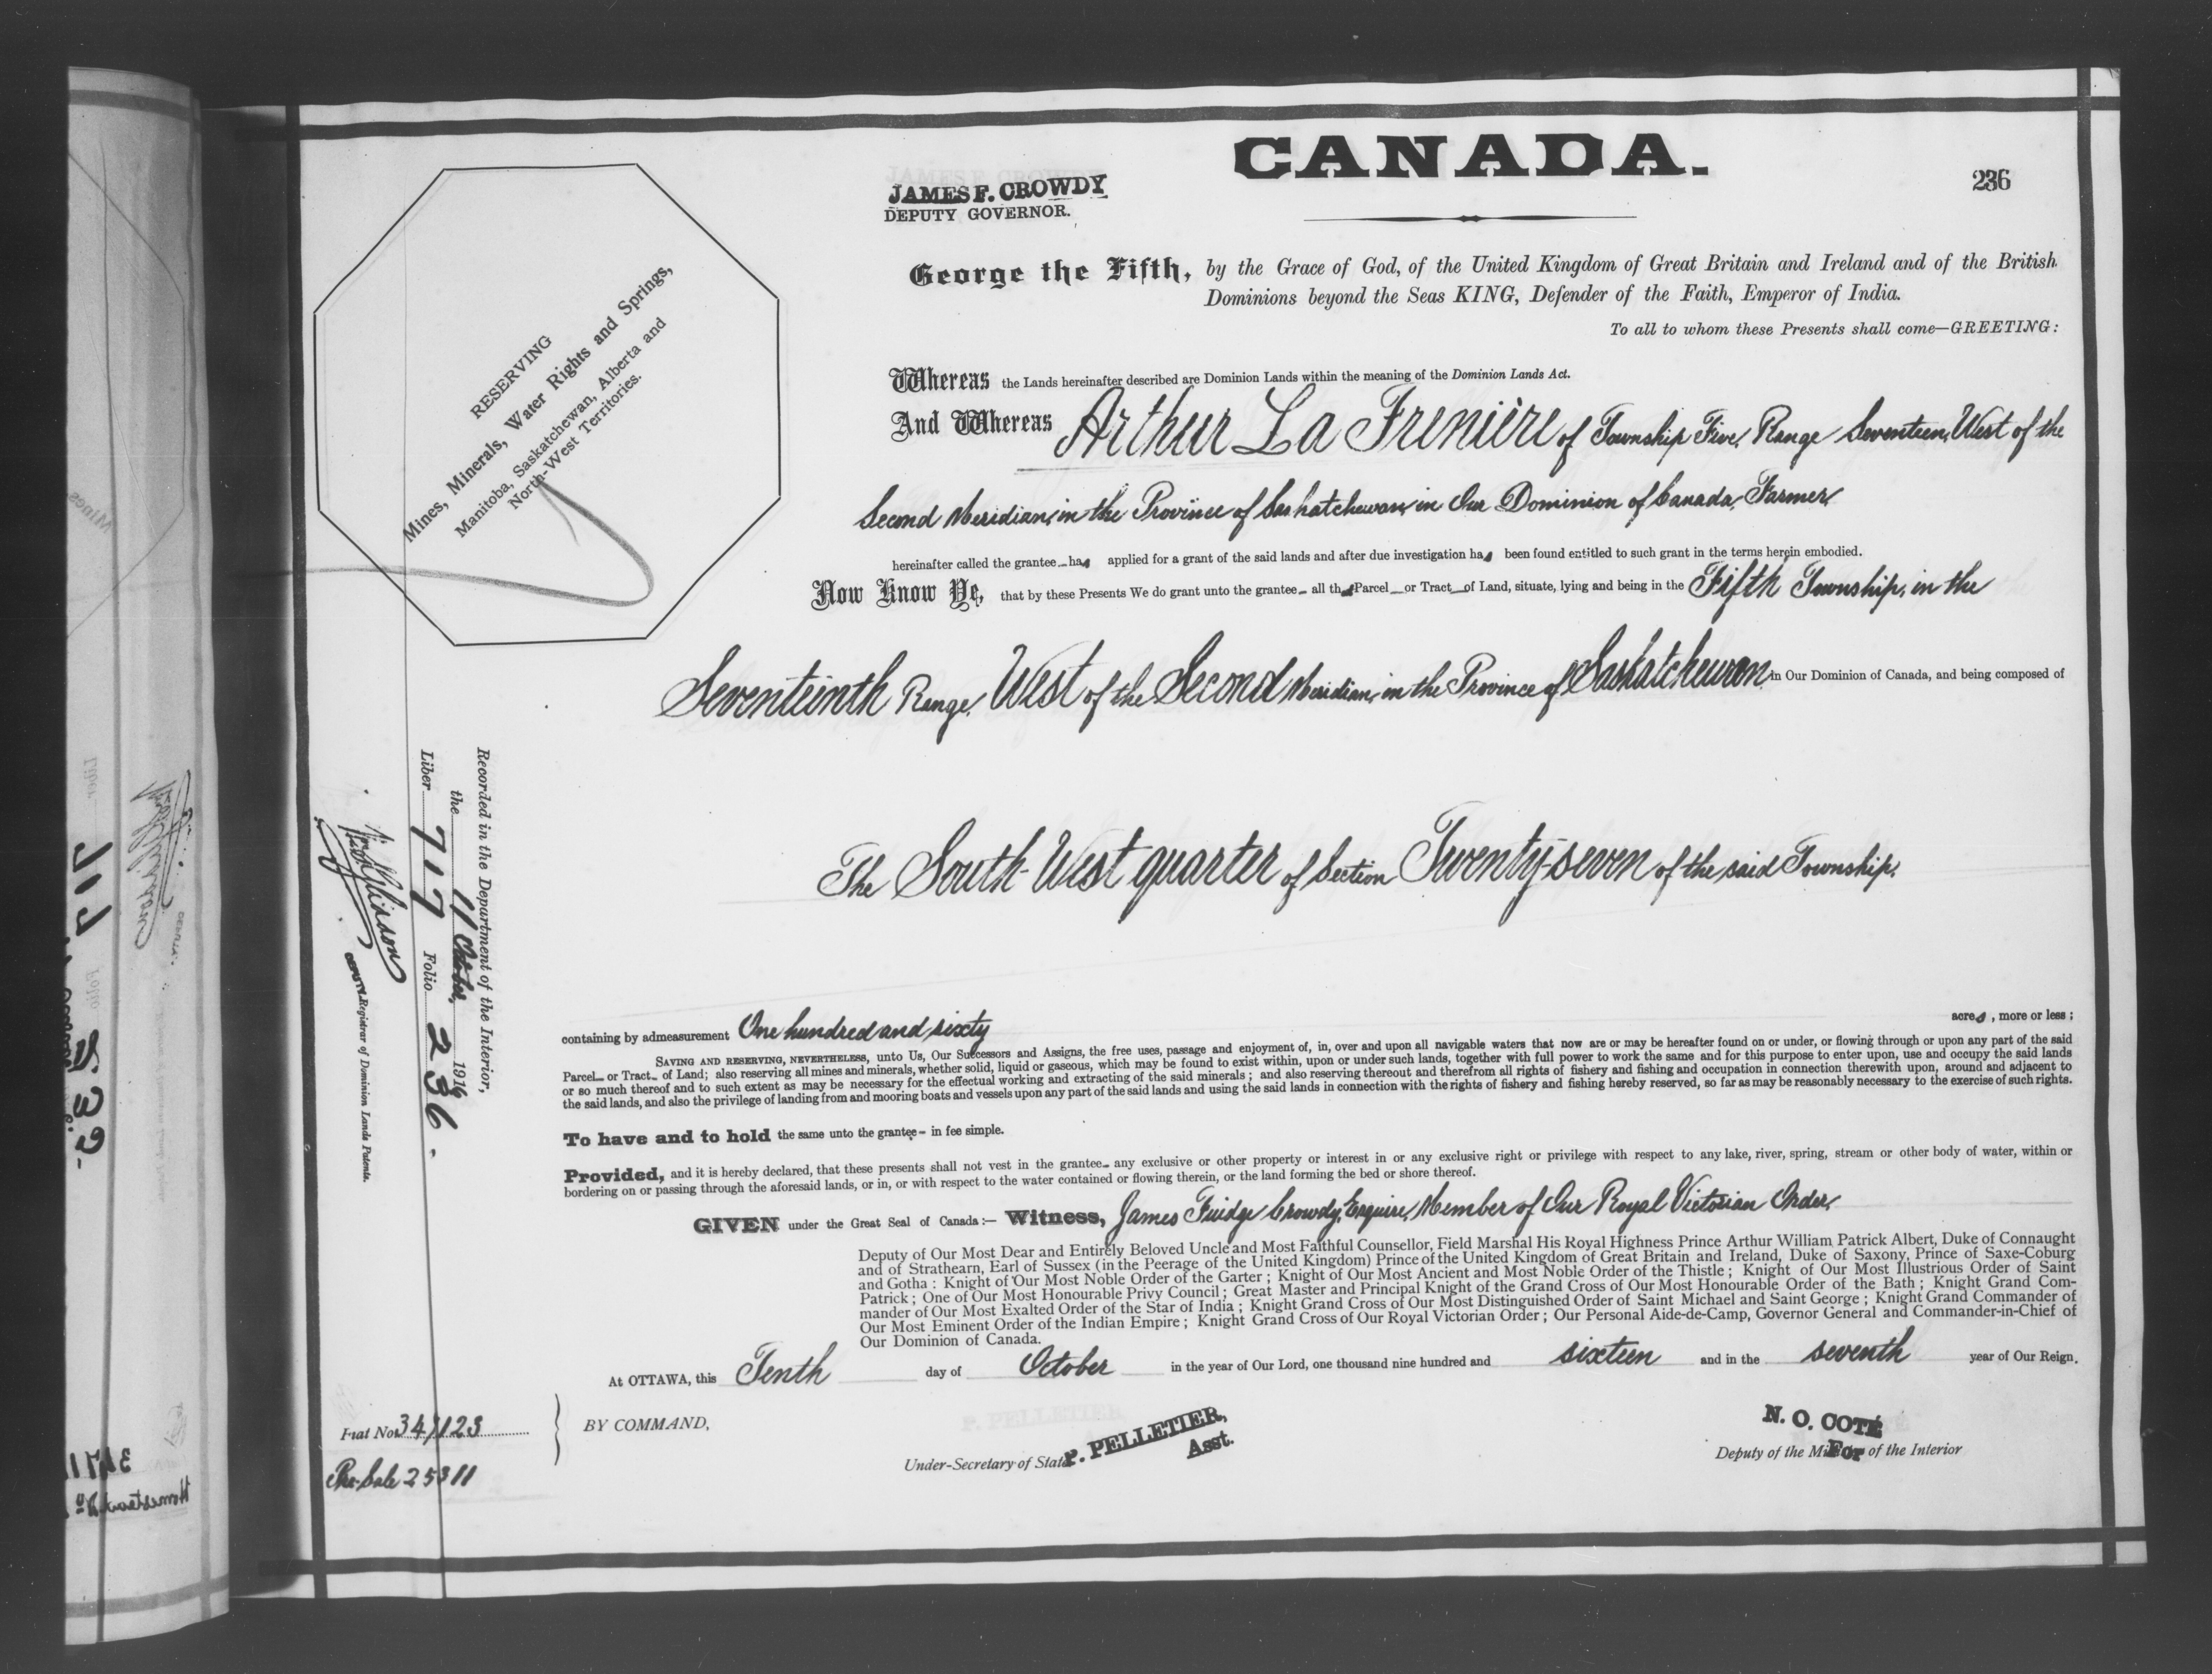 CANADA.
236
JAMES F. CROWDY
DEPUTY GOVERNOR.
RESERVING
Mines, Minerals, Water Rights and Springs,
Manitoba, Saskatchewan, Alberta and
North-West Territories.
George the Fifth, by the Grace of God, of the United Kingdom of Great Britain and Ireland and of the British
Dominions beyond the Seas KING, Defender of the Faith, Emperor of India.
To all to whom these Presents shall come—GREETING:
Whereas the Lands hereinafter described are Dominion Lands within the meaning of the Dominion Lands Act.
And Whereas Arthur La Frenière of Township Five, Range Seventeen, West of the
Second Meridian, in the Province of Saskatchewan, in Our Dominion of Canada, Farmer,
hereinafter called the grantee has applied for a grant of the said lands and after due investigation has been found entitled to such grant in the terms herein embodied.
Now Know Ye, that by these Presents We do grant unto the grantee all that Parcel or Tract of Land, situate, lying and being in the Fifth Township, in the
Seventeinth Range, West of the Second Meridian, in the Province of Saskatchewan in Our Dominion of Canada, and being composed of
The South-West quarter of Section Twenty-seven of the said Township.
containing by admeasurement One hundred and sixty acres, more or less;
SAVING AND RESERVING, NEVERTHELESS, unto Us, Our Successors and Assigns, the free uses, passage and enjoyment of, in, over and upon all navigable waters that now are or may be hereafter found on or under, or flowing through or upon any part of the said
Parcel or Tract of Land; also reserving all mines and minerals, whether solid, liquid or gaseous, which may be found to exist within, upon or under such lands, together with full power to work the same and for this purpose to enter upon, use and occupy the said lands
or so much thereof and to such extent as may be necessary for the effectual working and extracting of the said minerals; and also reserving thereout and therefrom all rights of fishery and fishing and occupation in connection therewith upon, around and adjacent to
the said lands, and also the privilege of landing from and mooring boats and vessels upon any part of the said lands and using the said lands in connection with the rights of fishery and fishing hereby reserved, so far as may be reasonably necessary to the exercise of such rights.
To have and to hold the same unto the grantee in fee simple.
Provided, and it is hereby declared, that these presents shall not vest in the grantee any exclusive or other property or interest in or any exclusive right or privilege with respect to any lake, river, spring, stream or other body of water, within or
bordering on or passing through the aforesaid lands, or in, or with respect to the water contained or flowing therein, or the land forming the bed or shore thereof.
GIVEN under the Great Seal of Canada:— Witness, James Fuidge Crowdy, Esquire, Member of Our Royal Victorian Order,
Deputy of Our Most Dear and Entirely Beloved Uncle and Most Faithful Counsellor, Field Marshal His Royal Highness Prince Arthur William Patrick Albert, Duke of Connaught
and of Strathearn, Earl of Sussex (in the Peerage of the United Kingdom) Prince of the United Kingdom of Great Britain and Ireland, Duke of Saxony, Prince of Saxe-Coburg
and Gotha: Knight of Our Most Noble Order of the Garter; Knight of Our Most Ancient and Most Noble Order of the Thistle; Knight of Our Most Illustrious Order of Saint
Patrick; One of Our Most Honourable Privy Council; Great Master and Principal Knight of the Grand Cross of Our Most Honourable Order of the Bath; Knight Grand Com-
mander of Our Most Exalted Order of the Star of India; Knight Grand Cross of Our Most Distinguished Order of Saint Michael and Saint George; Knight Grand Commander of
Our Most Eminent Order of the Indian Empire; Knight Grand Cross of Our Royal Victorian Order; Our Personal Aide-de-Camp, Governor General and Commander-in-Chief of
Our Dominion of Canada.
At OTTAWA, this Tenth day of October in the year of Our Lord, one thousand nine hundred and sixteen and in the seventh year of Our Reign.
BY COMMAND,
P. PELLETIER,
Asst.
Under-Secretary of State
N. O. COTÉ
For
Deputy of the Minister of the Interior
Fiat No. 34123
Pre-Sale 25311
Recorded in the Department of the Interior,
the 11 October, 1916
Liber 717 Folio 236.
DEPUTY Registrar of Dominion Lands Patents.